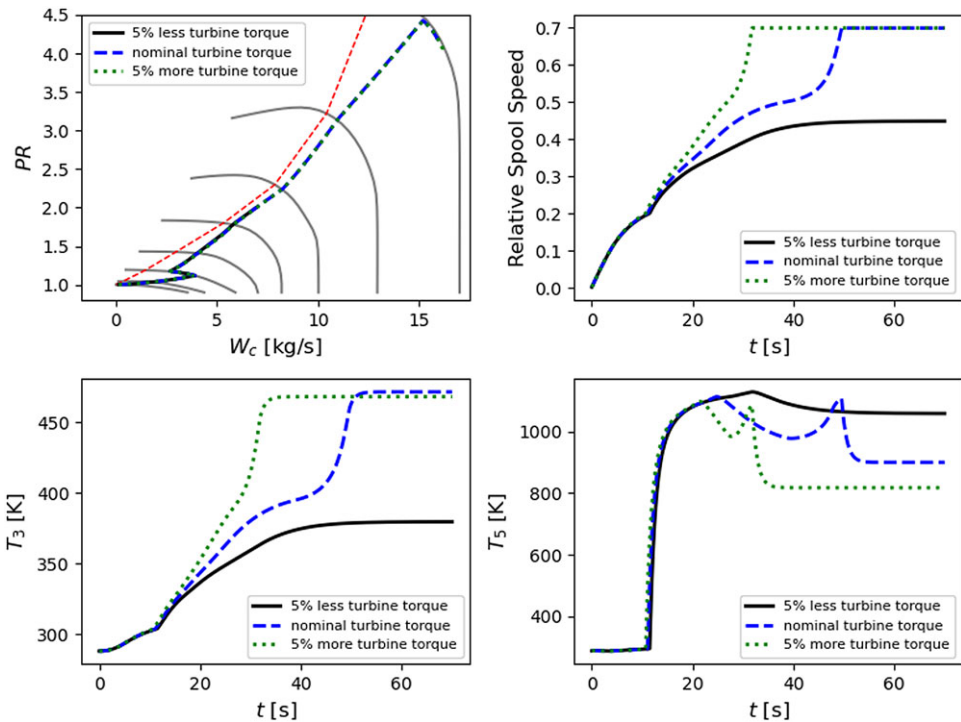 PR
4.5
4.0
3.5
3.0
2.5
2.0
1.5
1.0
5% less turbine torque
nominal turbine torque
5% more turbine torque
0 5 10 15
W_c [kg/s]
Relative Spool Speed
0.7
0.6
0.5
0.4
0.3
0.2
0.1
0.0
5% less turbine torque
nominal turbine torque
5% more turbine torque
0 20 40 60
t [s]
T_3 [K]
450
400
350
300
5% less turbine torque
nominal turbine torque
5% more turbine torque
0 20 40 60
t [s]
T_5 [K]
1000
800
600
400
5% less turbine torque
nominal turbine torque
5% more turbine torque
0 20 40 60
t [s]